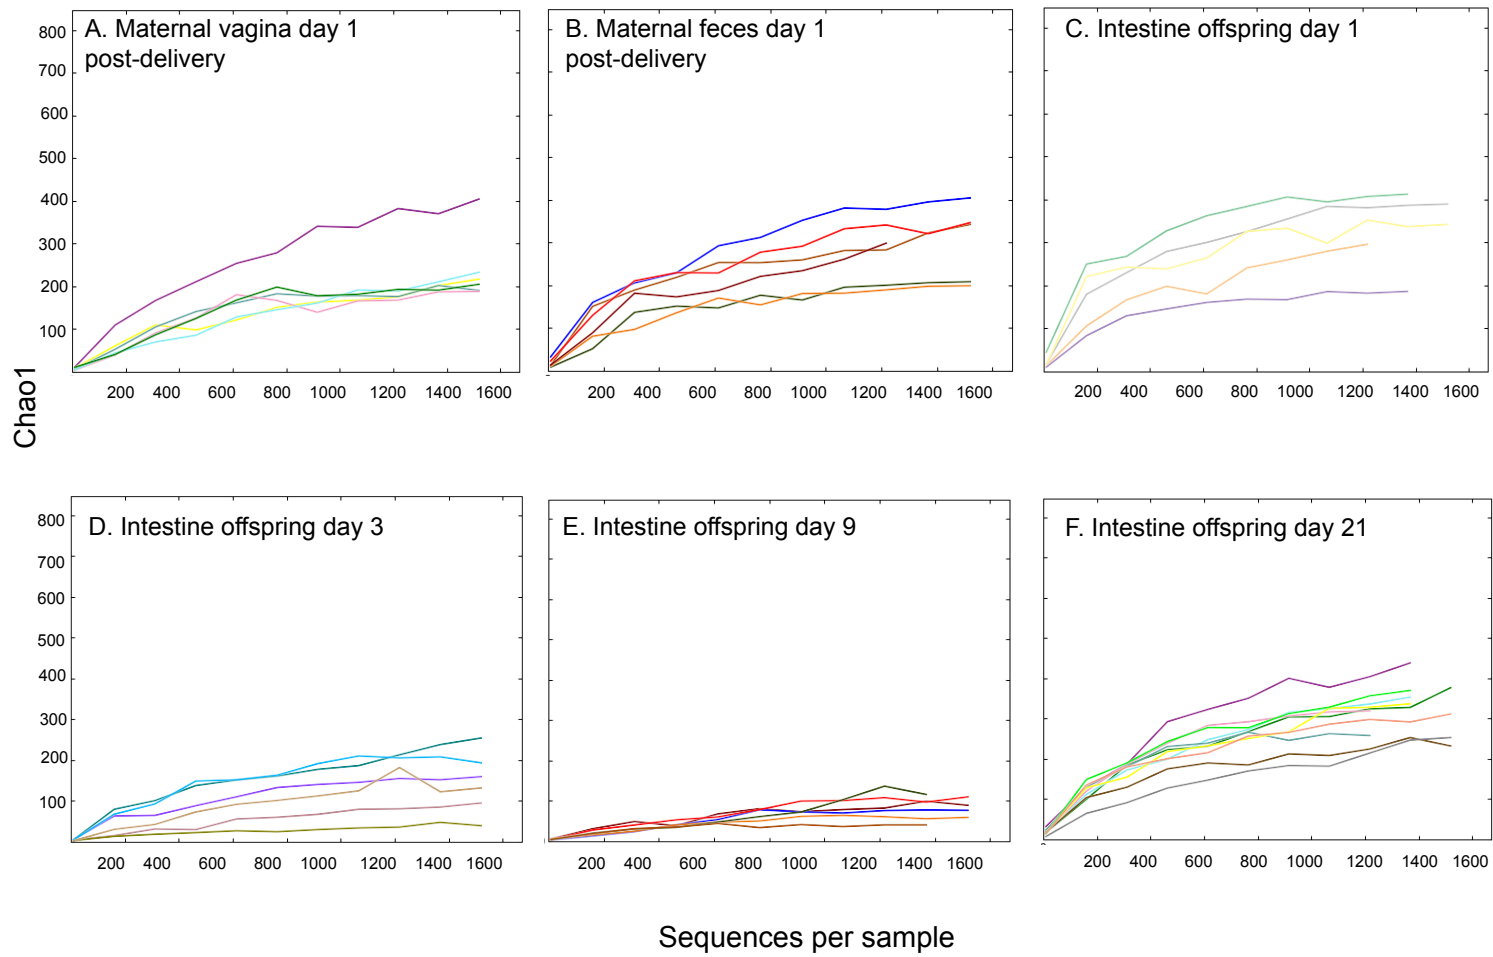 A. Maternal vagina day 1
post-delivery
B. Maternal feces day 1
post-delivery
C. Intestine offspring day 1
800
700
600
500
400
300
200
100
200 400 600 800 1000 1200 1400 1600
200 400 600 800 1000 1200 1400 1600
200 400 600 800 1000 1200 1400 1600
Chao1
D. Intestine offspring day 3
E. Intestine offspring day 9
F. Intestine offspring day 21
800
700
600
500
400
300
200
100
200 400 600 800 1000 1200 1400 1600
200 400 600 800 1000 1200 1400 1600
200 400 600 800 1000 1200 1400 1600
Sequences per sample